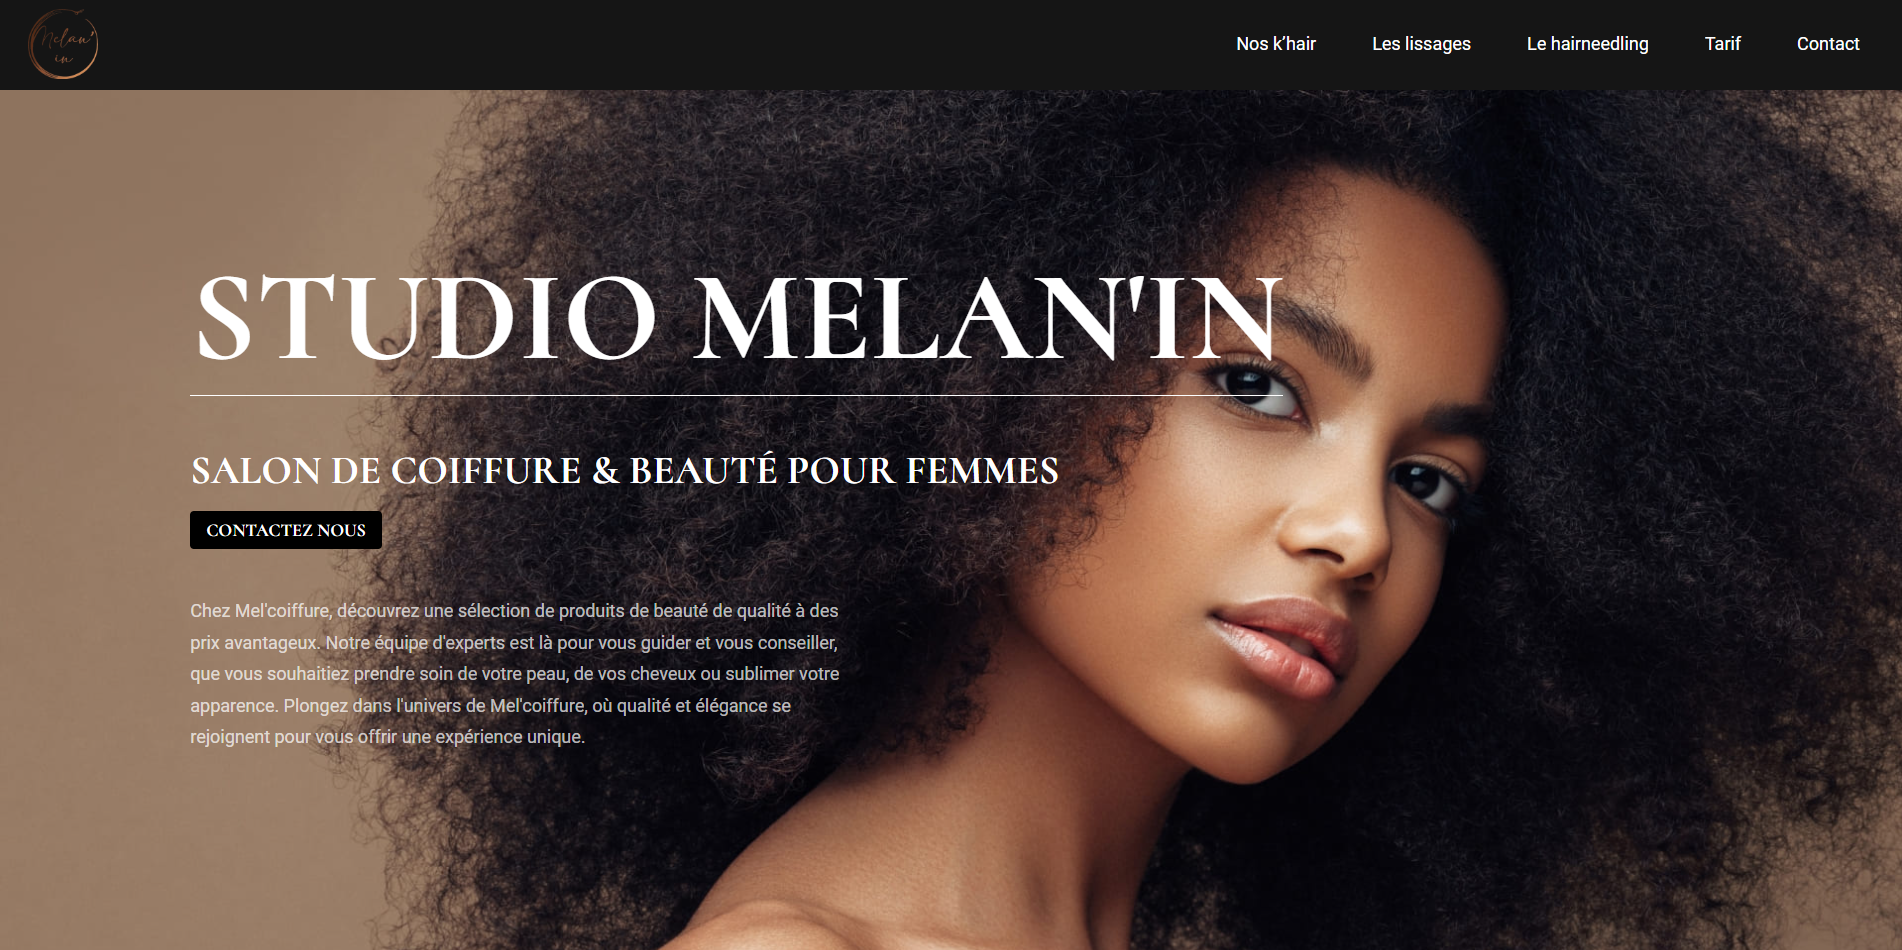 Melan'
in
Nos k’hair
Les lissages
Le hairneedling
Tarif
Contact
STUDIO MELAN'IN
SALON DE COIFFURE & BEAUTÉ POUR FEMMES
CONTACTEZ NOUS
Chez Mel'coiffure, découvrez une sélection de produits de beauté de qualité à des
prix avantageux. Notre équipe d'experts est là pour vous guider et vous conseiller,
que vous souhaitiez prendre soin de votre peau, de vos cheveux ou sublimer votre
apparence. Plongez dans l'univers de Mel'coiffure, où qualité et élégance se
rejoignent pour vous offrir une expérience unique.